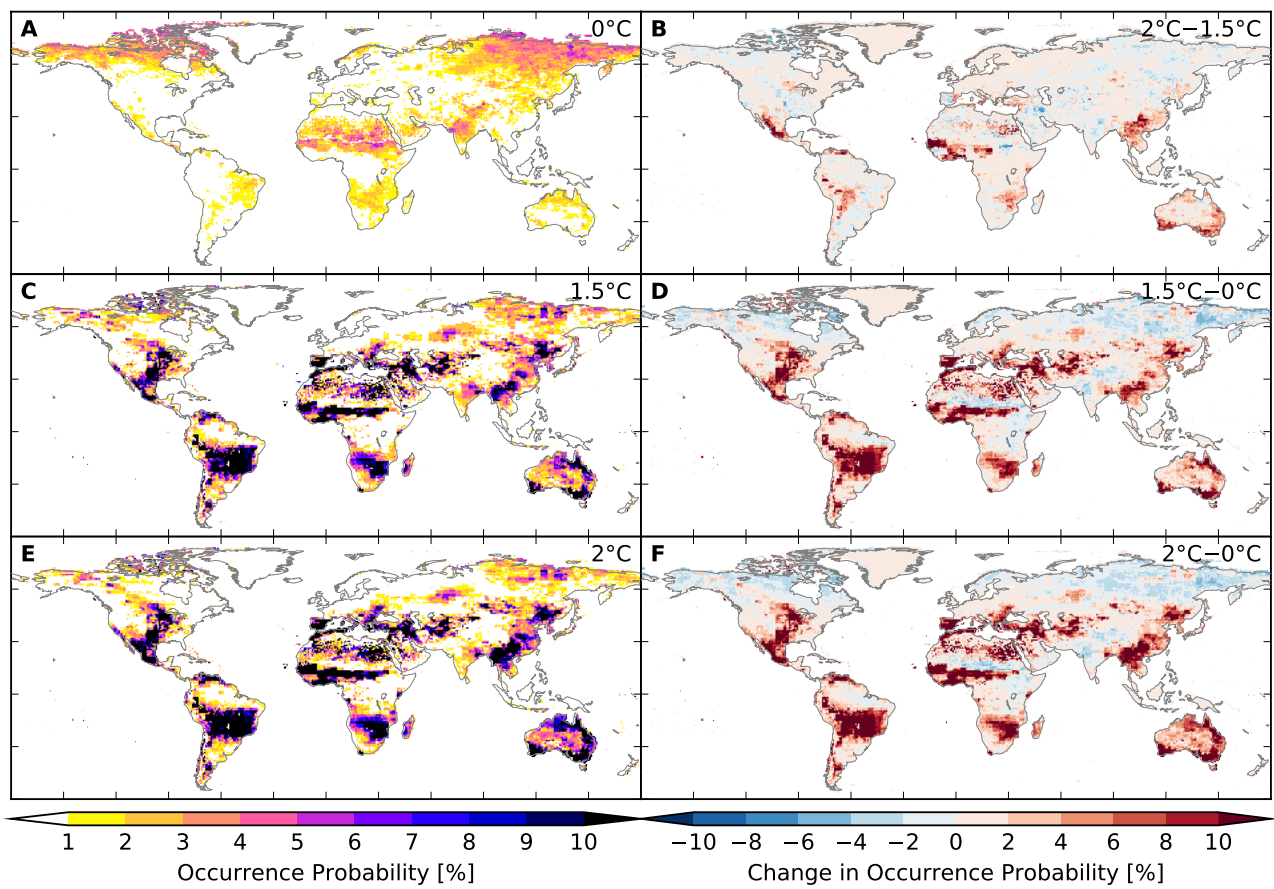 A 0°C
B 2°C−1.5°C
C 1.5°C
D 1.5°C−0°C
E 2°C
F 2°C−0°C
1 2 3 4 5 6 7 8 9 10
Occurrence Probability [%]
−10 −8 −6 −4 −2 0 2 4 6 8 10
Change in Occurrence Probability [%]